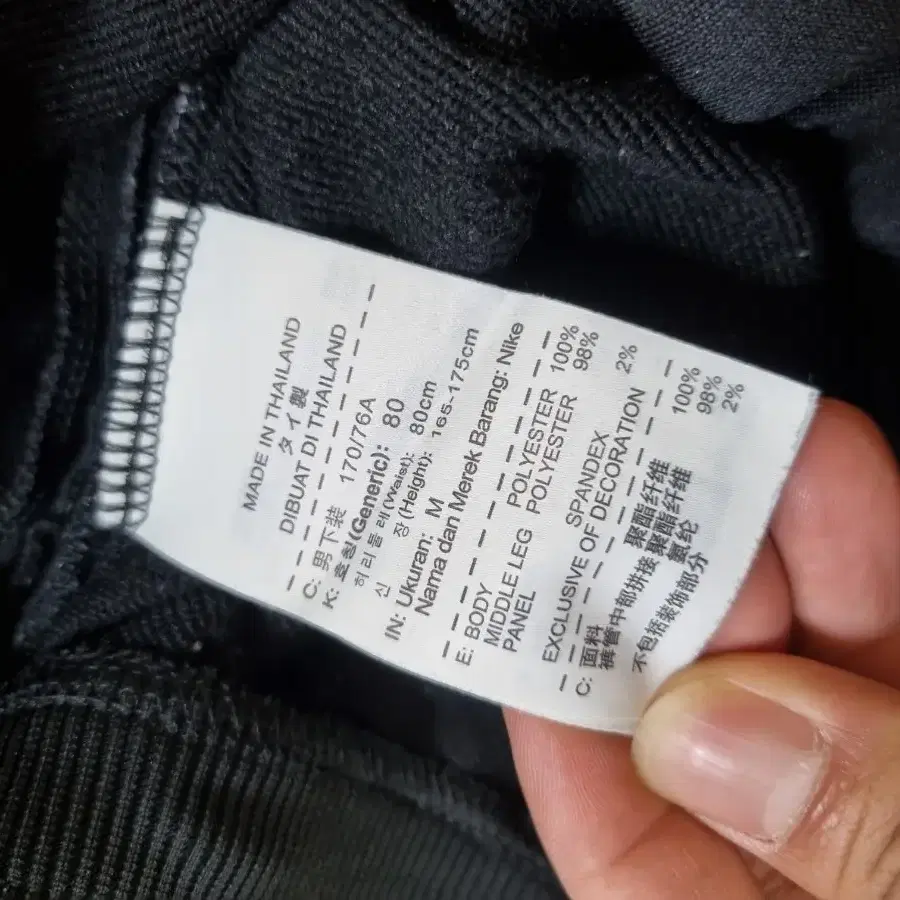 MADE IN THAILAND
タイ製
DIBUAT DI THAILAND
C: 男下装 170/76A
K: 호칭(Generic): 80
허리둘레(Waist): 80cm
신 장(Height): 165-175cm
IN: Ukuran: M
Nama dan Merek Barang: Nike
E: BODY POLYESTER 100%
MIDDLE LEG POLYESTER 98%
PANEL
SPANDEX 2%
EXCLUSIVE OF DECORATION
C: 面料 聚酯纤维 100%
裤管中部拼接 聚酯纤维 98%
氨纶 2%
不包括装饰部分